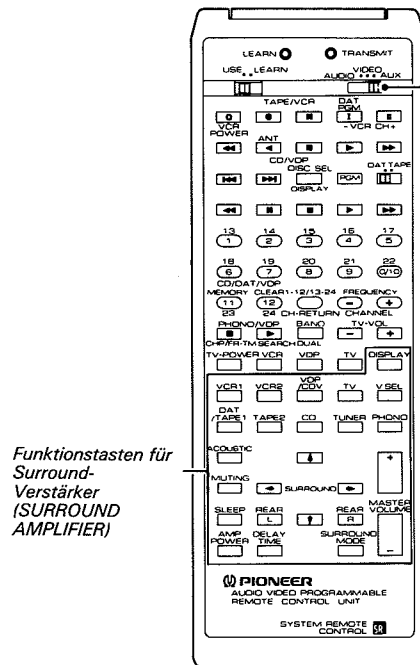 LEARN TRANSMIT
USE LEARN AUDIO VIDEO AUX
TAPE/VCR DAT PGM
VCR POWER -VCR CH+
ANT
CD/VDP
DISC SEL DAT TAPE
PGM
DISPLAY
13 14 15 16 17
1 2 3 4 5
18 19 20 21 22
6 7 8 9 0/10
CD/DAT/VDP
MEMORY CLEAR 1-12/13-24 FREQUENCY
11 12 - +
23 24 CH-RETURN CHANNEL
PHONO/VDP BAND TV-VOL
- +
CHP/FR-TM SEARCH DUAL
TV-POWER VCR VDP TV DISPLAY
VCR1 VCR2 VDP/CDV TV V.SEL
DAT/TAPE1 TAPE2 CD TUNER PHONO
ACOUSTIC
+
MUTING
SURROUND
MASTER VOLUME
SLEEP REAR L REAR R
AMP POWER DELAY TIME SURROUND MODE
-
PIONEER
AUDIO VIDEO PROGRAMMABLE
REMOTE CONTROL UNIT
SYSTEM REMOTE
CONTROL SR
Funktionstasten für
Surround-
Verstärker
(SURROUND
AMPLIFIER)